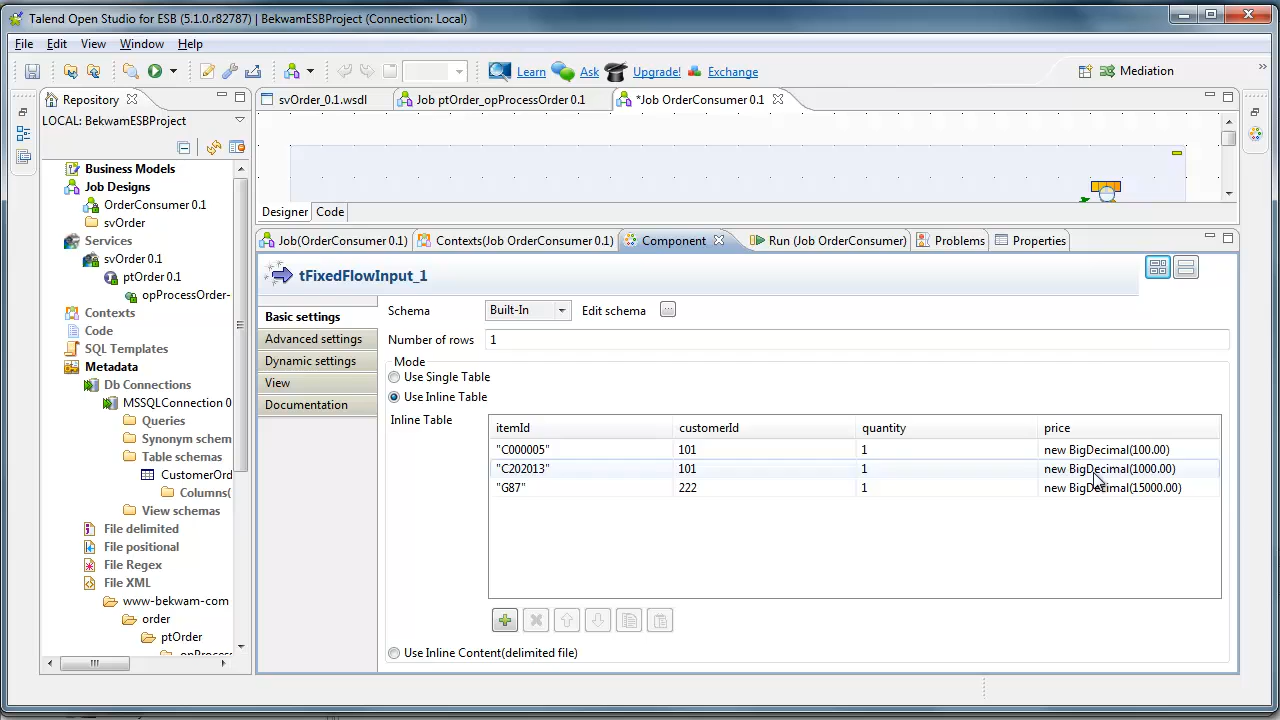 Talend Open Studio for ESB (5.1.0.r82787) | BekwamESBProject (Connection: Local)
File Edit View Window Help
Learn Ask Upgrade! Exchange Mediation
Repository
LOCAL: BekwamESBProject
Business Models
Job Designs
OrderConsumer 0.1
svOrder
Services
svOrder 0.1
ptOrder 0.1
opProcessOrder-
Contexts
Code
SQL Templates
Metadata
Db Connections
MSSQLConnection 0
Queries
Synonym schem
Table schemas
CustomerOrd
Columns(
View schemas
File delimited
File positional
File Regex
File XML
www-bekwam-com
order
ptOrder
svOrder_0.1.wsdl Job ptOrder_opProcessOrder 0.1 *Job OrderConsumer 0.1
Designer Code
Job(OrderConsumer 0.1) Contexts(Job OrderConsumer 0.1) Component Run (Job OrderConsumer) Problems Properties
tFixedFlowInput_1
Basic settings
Advanced settings
Dynamic settings
View
Documentation
Schema Built-In Edit schema ...
Number of rows 1
Mode
Use Single Table
Use Inline Table
Inline Table
itemId customerId quantity price
"C000005" 101 1 new BigDecimal(100.00)
"C202013" 101 1 new BigDecimal(1000.00)
"G87" 222 1 new BigDecimal(15000.00)
Use Inline Content(delimited file)